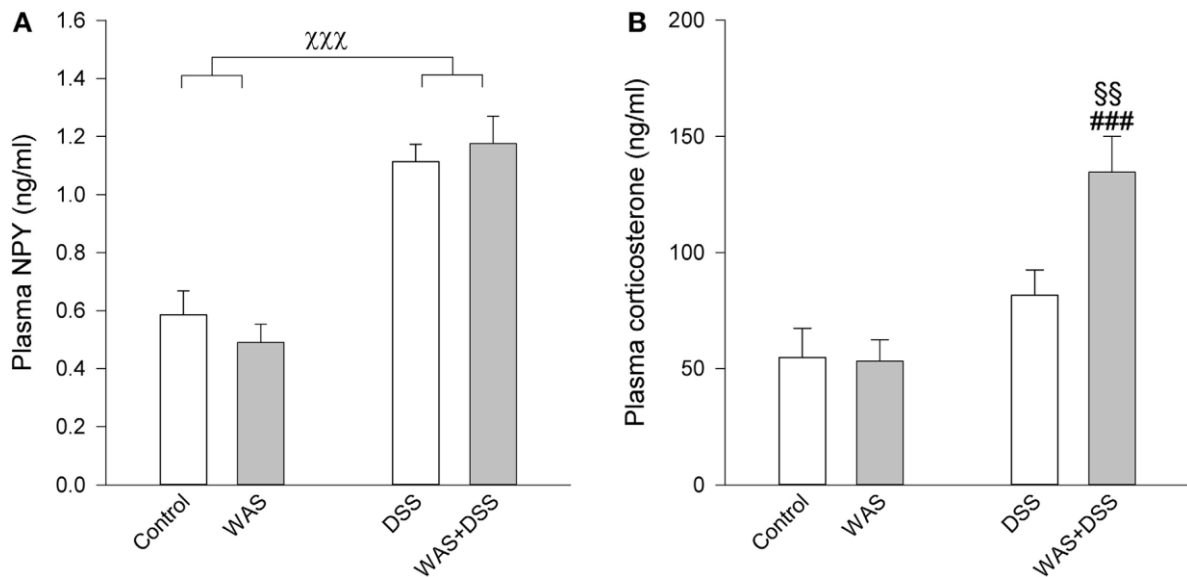 A
Plasma NPY (ng/ml)
1.6
1.4
1.2
1.0
0.8
0.6
0.4
0.2
0.0
χχχ
Control
WAS
DSS
WAS+DSS
B
Plasma corticosterone (ng/ml)
200
150
100
50
0
§§
###
Control
WAS
DSS
WAS+DSS